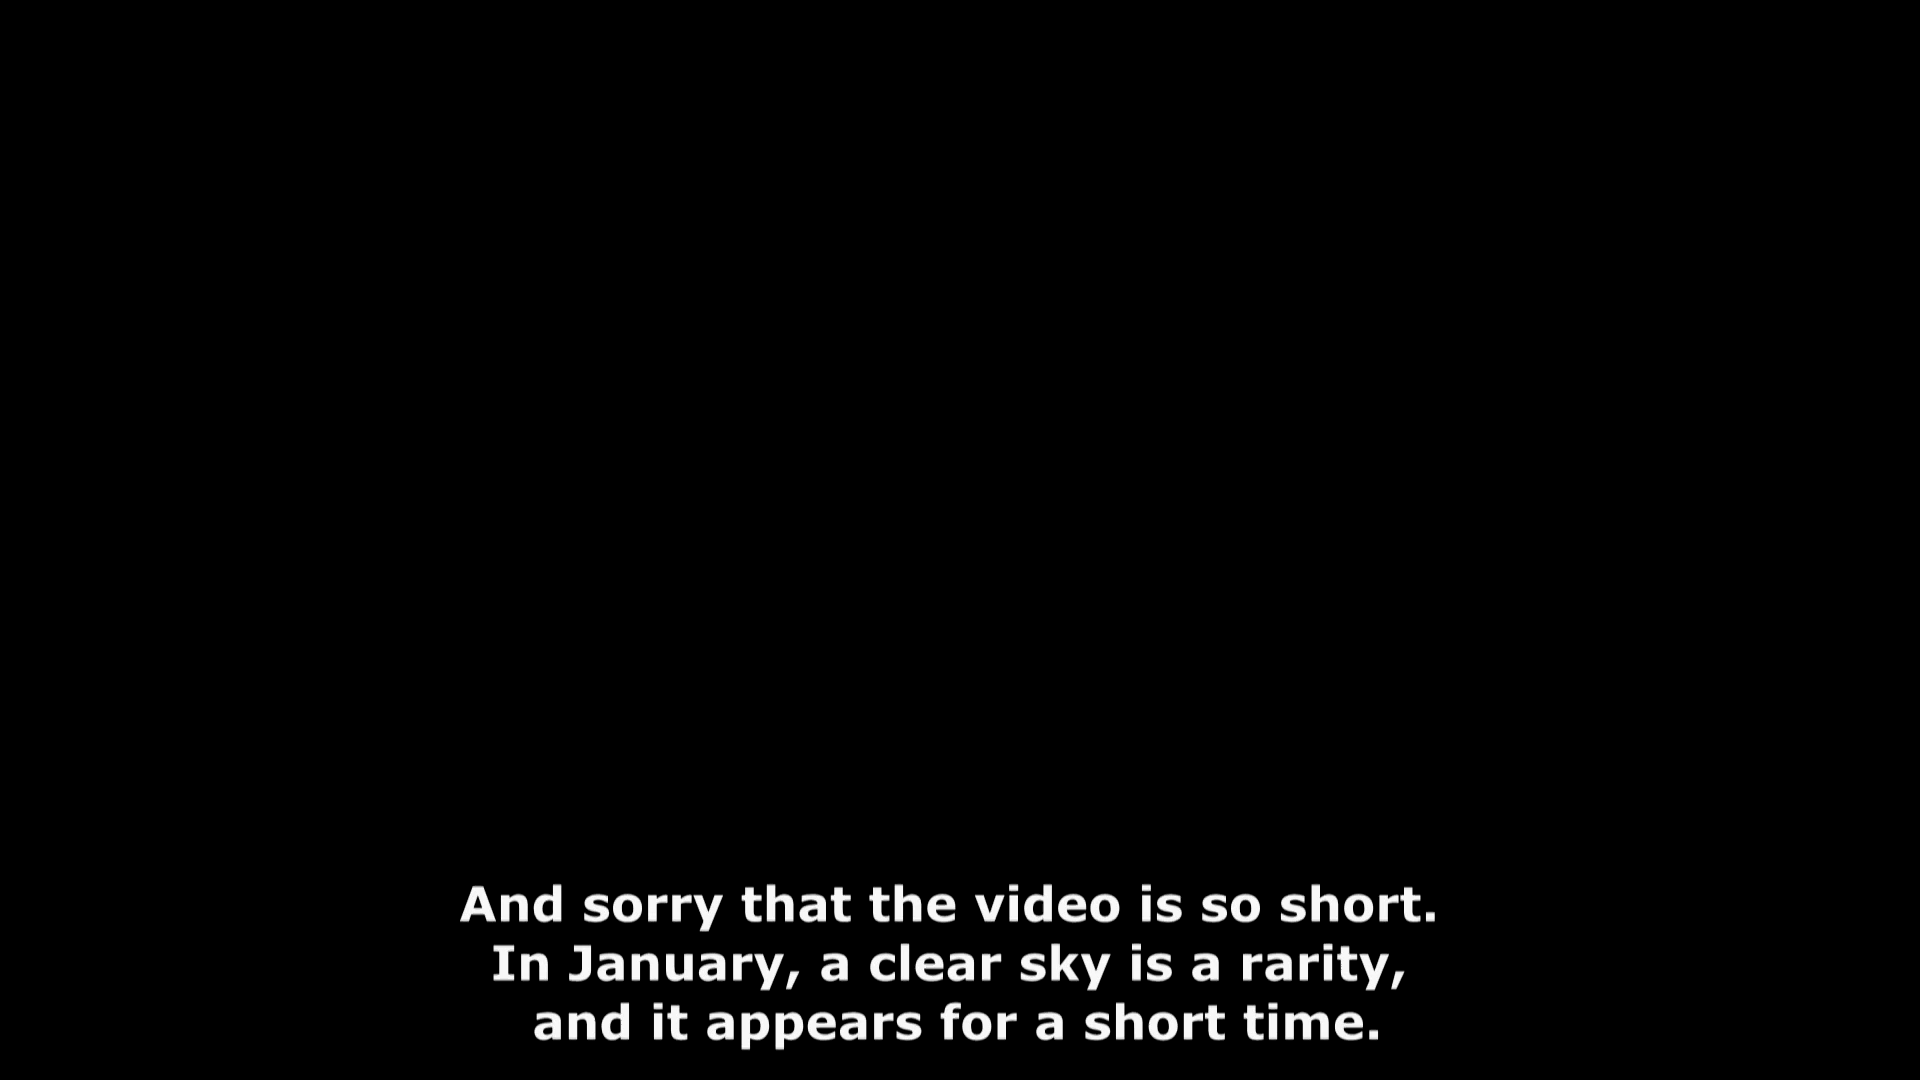 And sorry that the video is so short.
In January, a clear sky is a rarity,
and it appears for a short time.